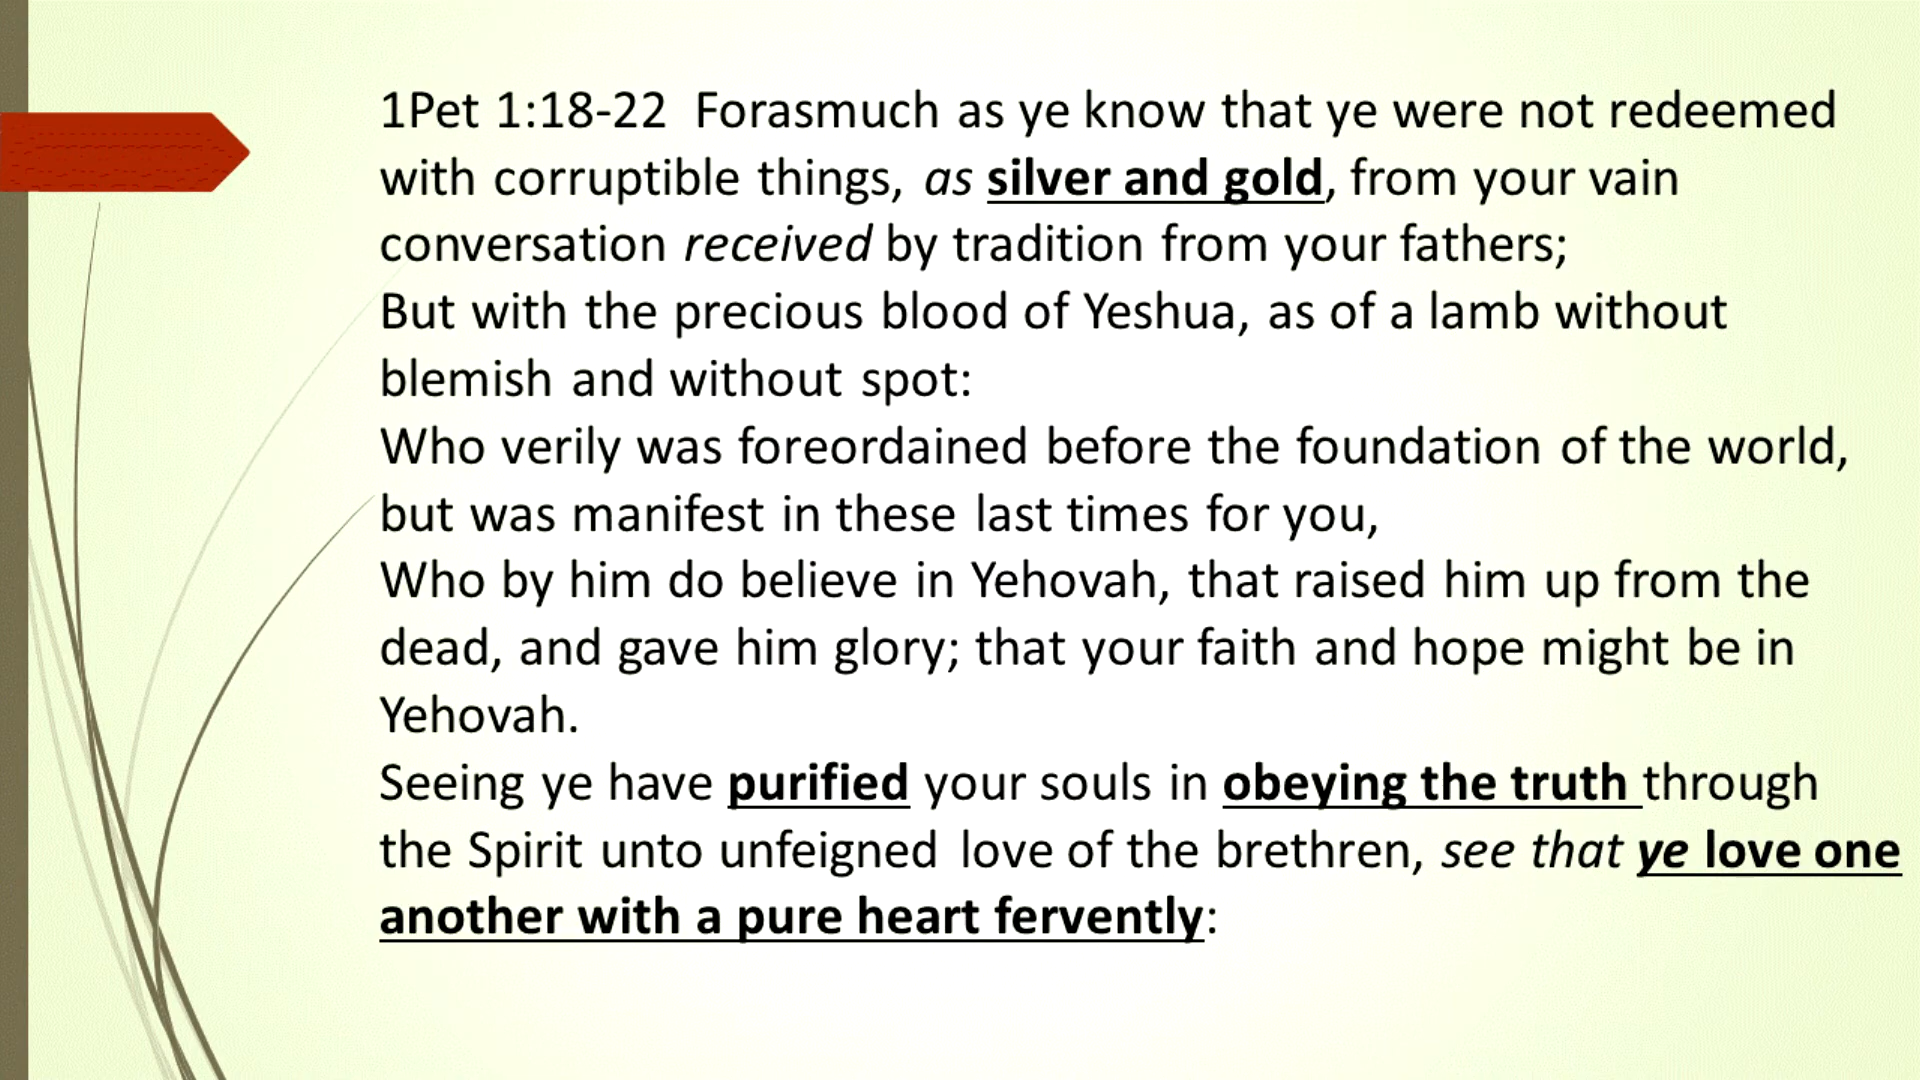 1Pet 1:18-22  Forasmuch as ye know that ye were not redeemed
with corruptible things, as silver and gold, from your vain
conversation received by tradition from your fathers;
But with the precious blood of Yeshua, as of a lamb without
blemish and without spot:
Who verily was foreordained before the foundation of the world,
but was manifest in these last times for you,
Who by him do believe in Yehovah, that raised him up from the
dead, and gave him glory; that your faith and hope might be in
Yehovah.
Seeing ye have purified your souls in obeying the truth through
the Spirit unto unfeigned love of the brethren, see that ye love one
another with a pure heart fervently: